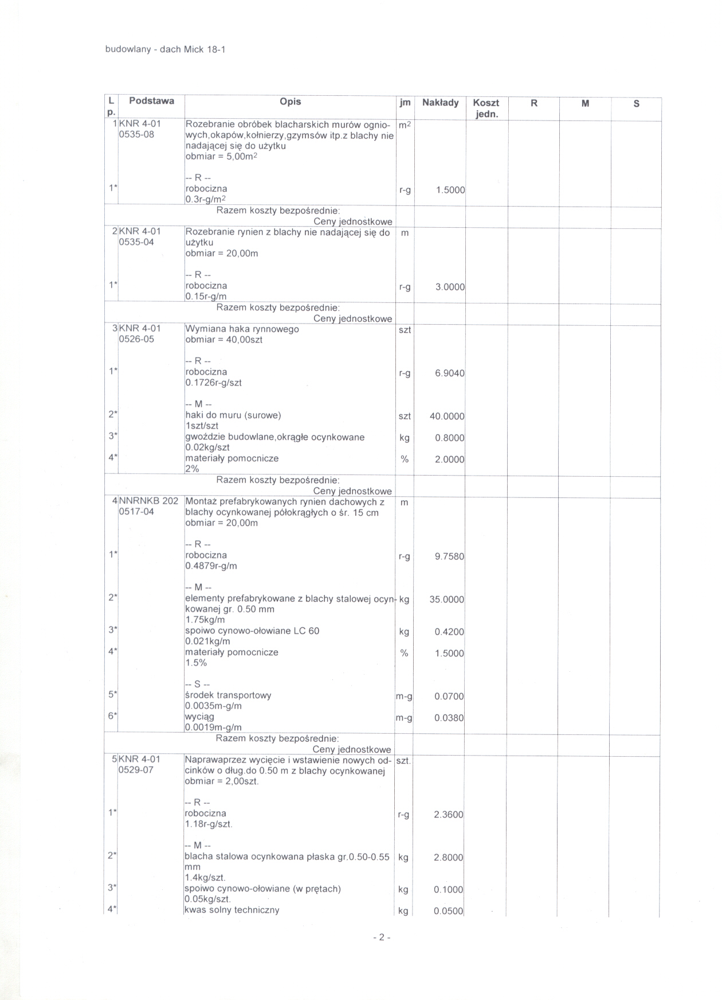 budowlany - dach Mick 18-1
L p. Podstawa Opis jm Nakłady Koszt jedn. R M S
1 KNR 4-01 Rozebranie obróbek blacharskich murów ognio- m2
0535-08 wych,okapów,kołnierzy,gzymsów itp.z blachy nie
nadającej się do użytku
obmiar = 5,00m2
-- R --
1* robocizna r-g 1.5000
0.3r-g/m2
Razem koszty bezpośrednie:
Ceny jednostkowe
2 KNR 4-01 Rozebranie rynien z blachy nie nadającej się do m
0535-04 użytku
obmiar = 20,00m
-- R --
1* robocizna r-g 3.0000
0.15r-g/m
Razem koszty bezpośrednie:
Ceny jednostkowe
3 KNR 4-01 Wymiana haka rynnowego szt
0526-05 obmiar = 40,00szt
-- R --
1* robocizna r-g 6.9040
0.1726r-g/szt
-- M --
2* haki do muru (surowe) szt 40.0000
1szt/szt
3* gwoździe budowlane,okrągłe ocynkowane kg 0.8000
0.02kg/szt
4* materiały pomocnicze % 2.0000
2%
Razem koszty bezpośrednie:
Ceny jednostkowe
4 NNRNKB 202 Montaż prefabrykowanych rynien dachowych z m
0517-04 blachy ocynkowanej półokrągłych o śr. 15 cm
obmiar = 20,00m
-- R --
1* robocizna r-g 9.7580
0.4879r-g/m
-- M --
2* elementy prefabrykowane z blachy stalowej ocyn- kg 35.0000
kowanej gr. 0.50 mm
1.75kg/m
3* spoiwo cynowo-ołowiane LC 60 kg 0.4200
0.021kg/m
4* materiały pomocnicze % 1.5000
1.5%
-- S --
5* środek transportowy m-g 0.0700
0.0035m-g/m
6* wyciąg m-g 0.0380
0.0019m-g/m
Razem koszty bezpośrednie:
Ceny jednostkowe
5 KNR 4-01 Naprawaprzez wycięcie i wstawienie nowych od- szt.
0529-07 cinków o dług.do 0.50 m z blachy ocynkowanej
obmiar = 2,00szt.
-- R --
1* robocizna r-g 2.3600
1.18r-g/szt.
-- M --
2* blacha stalowa ocynkowana płaska gr.0.50-0.55 kg 2.8000
mm
1.4kg/szt.
3* spoiwo cynowo-ołowiane (w prętach) kg 0.1000
0.05kg/szt.
4* kwas solny techniczny kg 0.0500
- 2 -